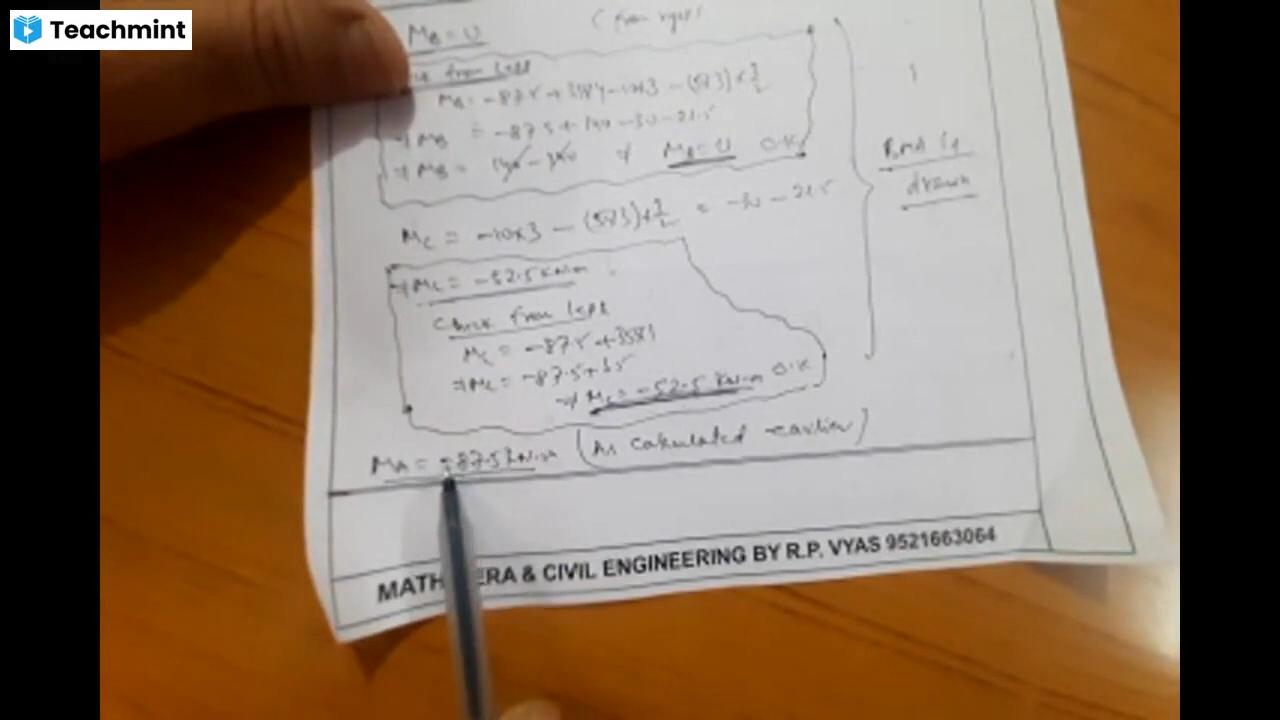 Teachmint
MB = 0 (from right)
Check from left
MB = -87.5 + 35×4 - 10×3 - (5×3)×3/2
⇒ MB = -87.5 + 140 - 30 - 22.5
⇒ MB = 140 - 140 ⇒ MB = 0 O.K
BMD is
drawn
MC = -10×3 - (5×3)×3/2 = -30 - 22.5
⇒ MC = -52.5 kN-m
Check from left
MC = -87.5 + 35×1
⇒ MC = -87.5 + 35
⇒ MC = -52.5 kN-m O.K
MA = -87.5 kN-m (As calculated earlier)
MATH ERA & CIVIL ENGINEERING BY R.P. VYAS 9521663064